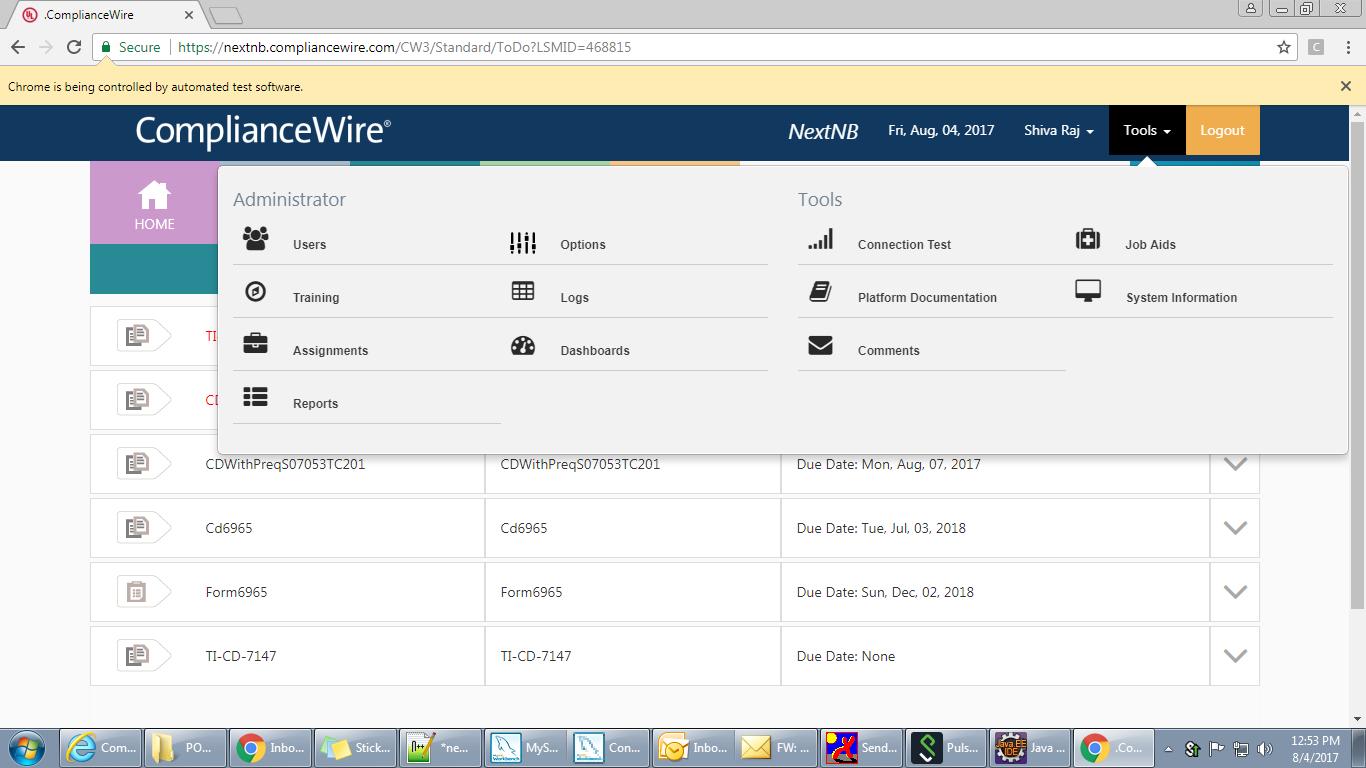 .ComplianceWire
Secure
https://nextnb.compliancewire.com/CW3/Standard/ToDo?LSMID=468815
Chrome is being controlled by automated test software.
ComplianceWire®
NextNB
Fri, Aug, 04, 2017
Shiva Raj
Tools
Logout
HOME
Administrator
Tools
Users
Options
Connection Test
Job Aids
Training
Logs
Platform Documentation
System Information
Assignments
Dashboards
Comments
Reports
TI
CD
CDWithPreqS07053TC201
CDWithPreqS07053TC201
Due Date: Mon, Aug, 07, 2017
Cd6965
Cd6965
Due Date: Tue, Jul, 03, 2018
Form6965
Form6965
Due Date: Sun, Dec, 02, 2018
TI-CD-7147
TI-CD-7147
Due Date: None
Com...
PO...
Inbo...
Stick...
*ne...
MyS...
Con...
Inbo...
FW: ...
Send...
Puls...
Java ...
.Co...
12:53 PM
8/4/2017